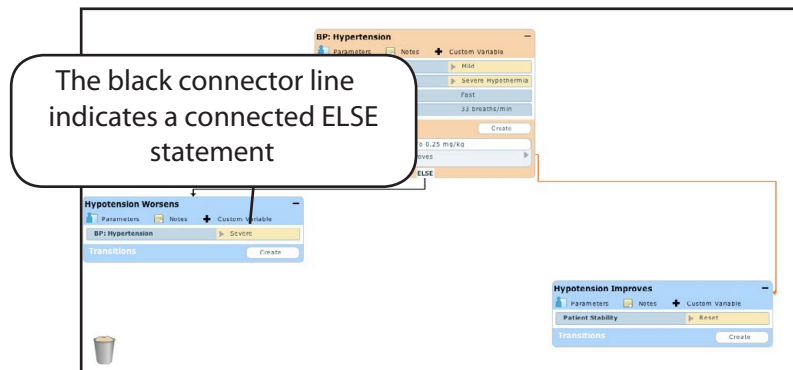 BP: Hypertension
Parameters Notes Custom Variable
Mild
Severe Hypothermia
Fast
33 breaths/min
Create
0.25 mg/kg
oves
ELSE
The black connector line
indicates a connected ELSE
statement
Hypotension Worsens
Parameters Notes Custom Variable
BP: Hypertension Severe
Transitions Create
Hypotension Improves
Parameters Notes Custom Variable
Patient Stability Reset
Transitions Create